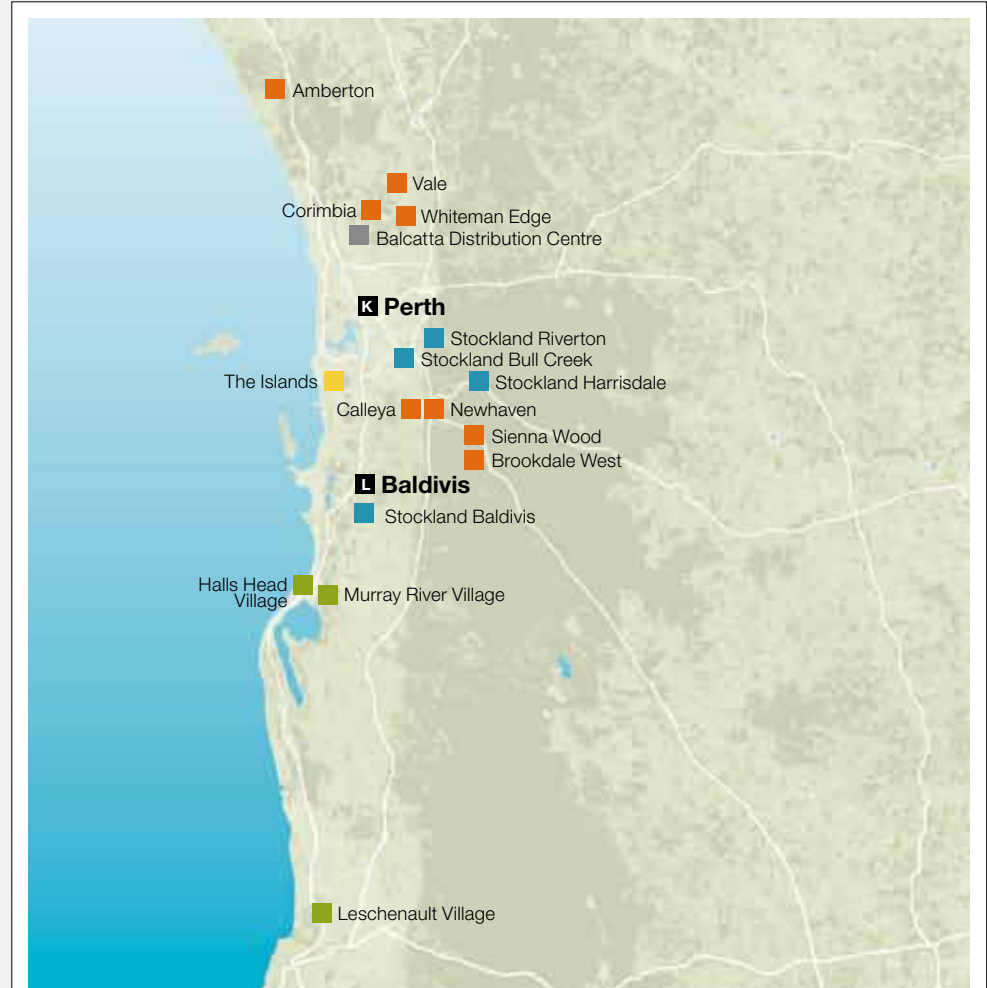 Amberton
Vale
Corimbia
Whiteman Edge
Balcatta Distribution Centre
K Perth
Stockland Riverton
Stockland Bull Creek
The Islands
Stockland Harrisdale
Calleya
Newhaven
Sienna Wood
Brookdale West
L Baldivis
Stockland Baldivis
Halls Head
Village
Murray River Village
Leschenault Village